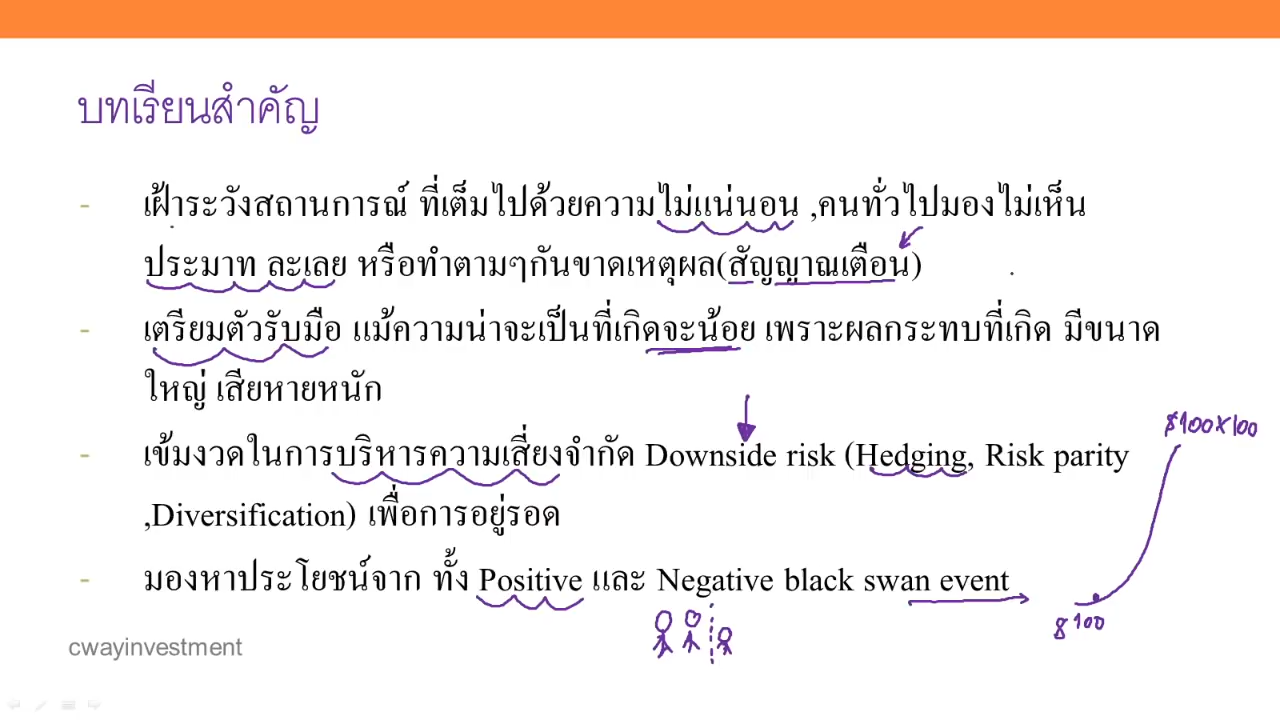 บทเรียนสำคัญ
- เฝ้าระวังสถานการณ์ ที่เต็มไปด้วยความไม่แน่นอน ,คนทั่วไปมองไม่เห็น
ประมาท ละเลย หรือทำตามๆกันขาดเหตุผล(สัญญาณเตือน)
- เตรียมตัวรับมือ แม้ความน่าจะเป็นที่เกิดจะน้อย เพราะผลกระทบที่เกิด มีขนาด
ใหญ่ เสียหายหนัก
$100x100
- เข้มงวดในการบริหารความเสี่ยงจำกัด Downside risk (Hedging, Risk parity
,Diversification) เพื่อการอยู่รอด
- มองหาประโยชน์จาก ทั้ง Positive และ Negative black swan event
$100
cwayinvestment